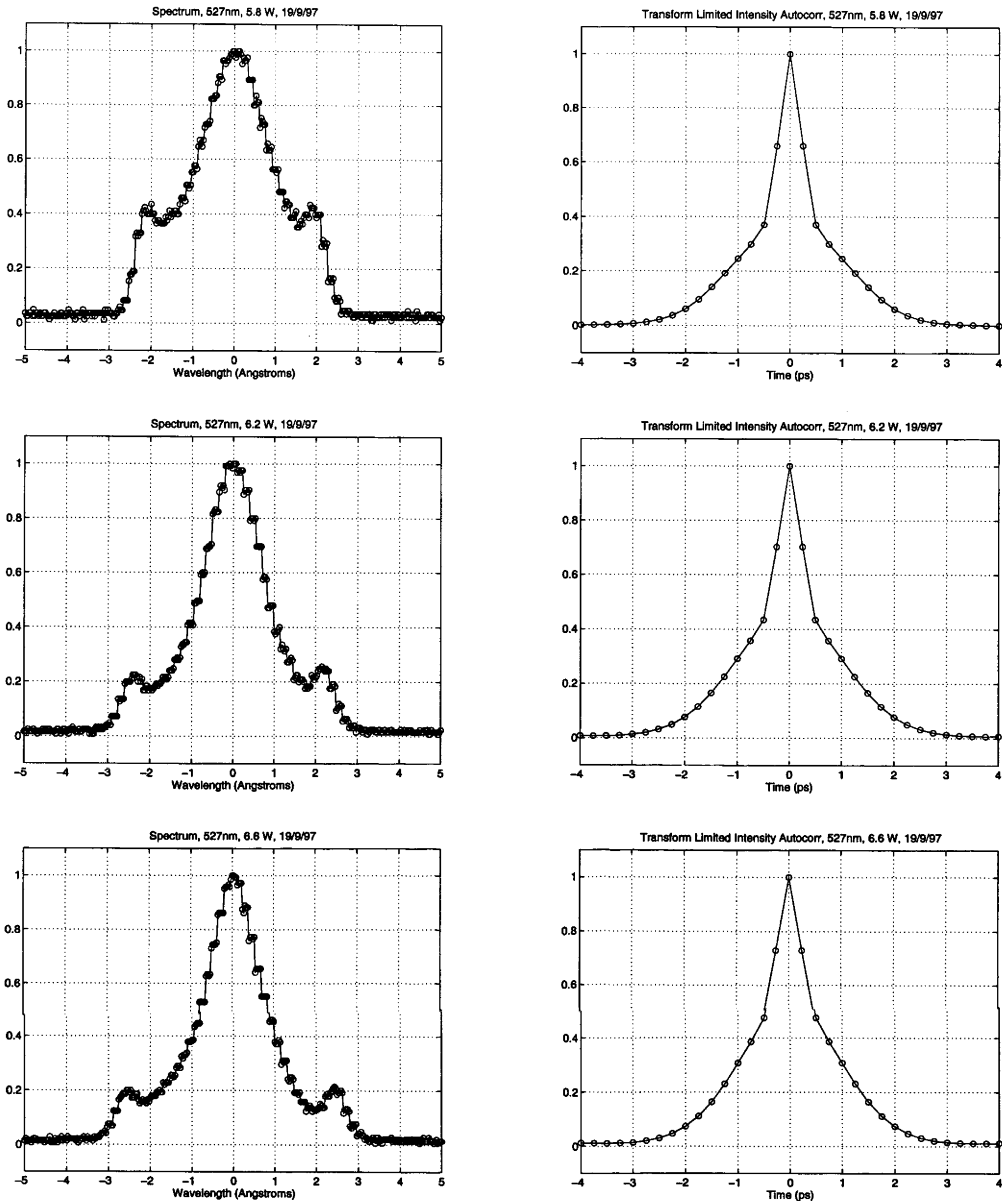 Spectrum, 527nm, 5.8 W, 19/9/97
1
0.8
0.6
0.4
0.2
0
−5 −4 −3 −2 −1 0 1 2 3 4 5
Wavelength (Angstroms)
Transform Limited Intensity Autocorr, 527nm, 5.8 W, 19/9/97
1
0.8
0.6
0.4
0.2
0
−4 −3 −2 −1 0 1 2 3 4
Time (ps)
Spectrum, 527nm, 6.2 W, 19/9/97
1
0.8
0.6
0.4
0.2
0
−5 −4 −3 −2 −1 0 1 2 3 4 5
Wavelength (Angstroms)
Transform Limited Intensity Autocorr, 527nm, 6.2 W, 19/9/97
1
0.8
0.6
0.4
0.2
0
−4 −3 −2 −1 0 1 2 3 4
Time (ps)
Spectrum, 527nm, 6.6 W, 19/9/97
1
0.8
0.6
0.4
0.2
0
−5 −4 −3 −2 −1 0 1 2 3 4 5
Wavelength (Angstroms)
Transform Limited Intensity Autocorr, 527nm, 6.6 W, 19/9/97
1
0.8
0.6
0.4
0.2
0
−4 −3 −2 −1 0 1 2 3 4
Time (ps)